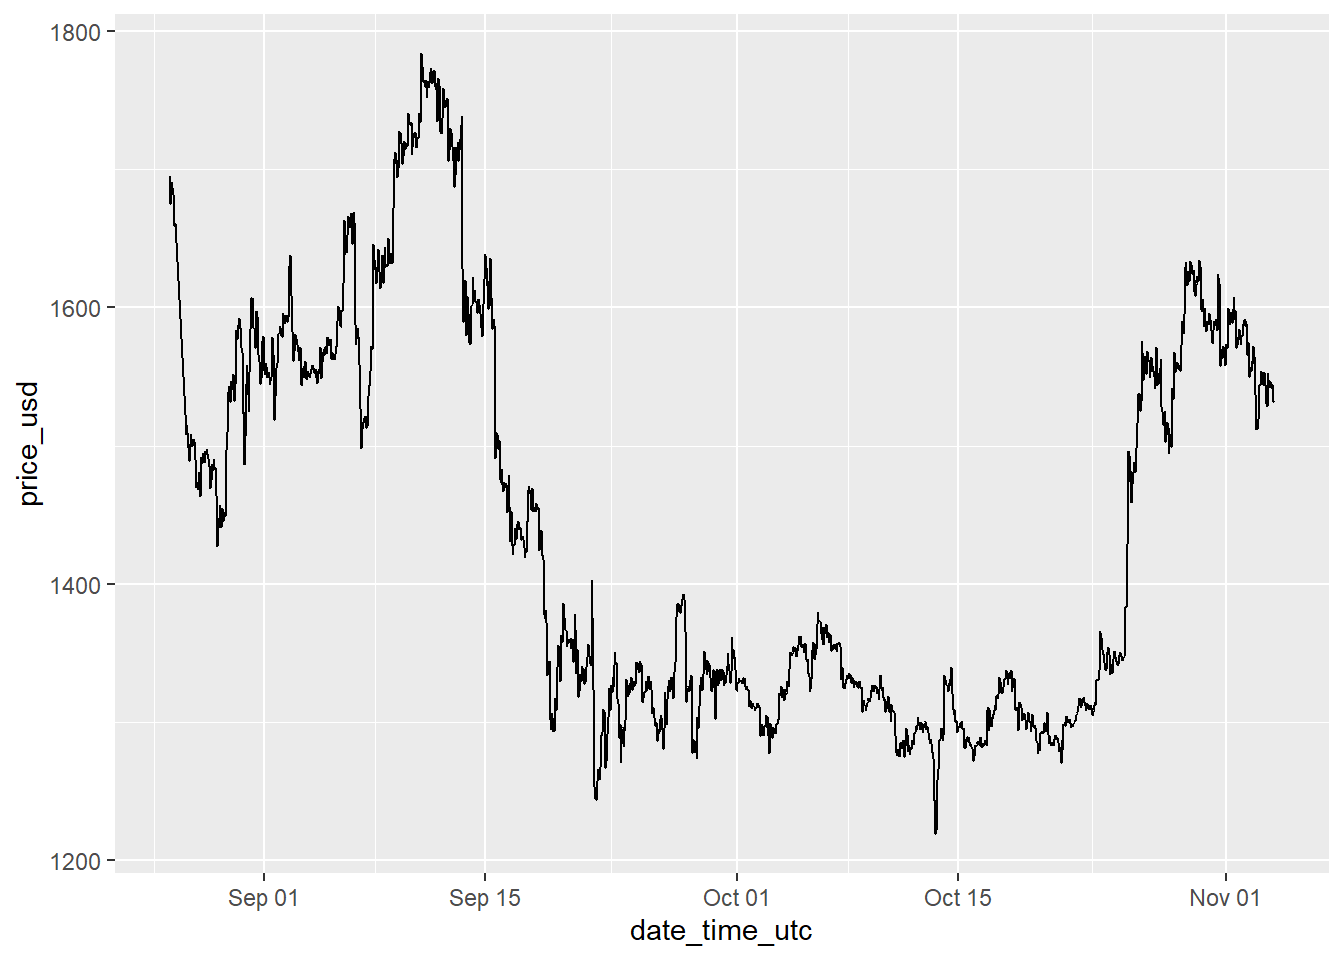 price_usd
1800
1600
1400
1200
Sep 01
Sep 15
Oct 01
Oct 15
Nov 01
date_time_utc